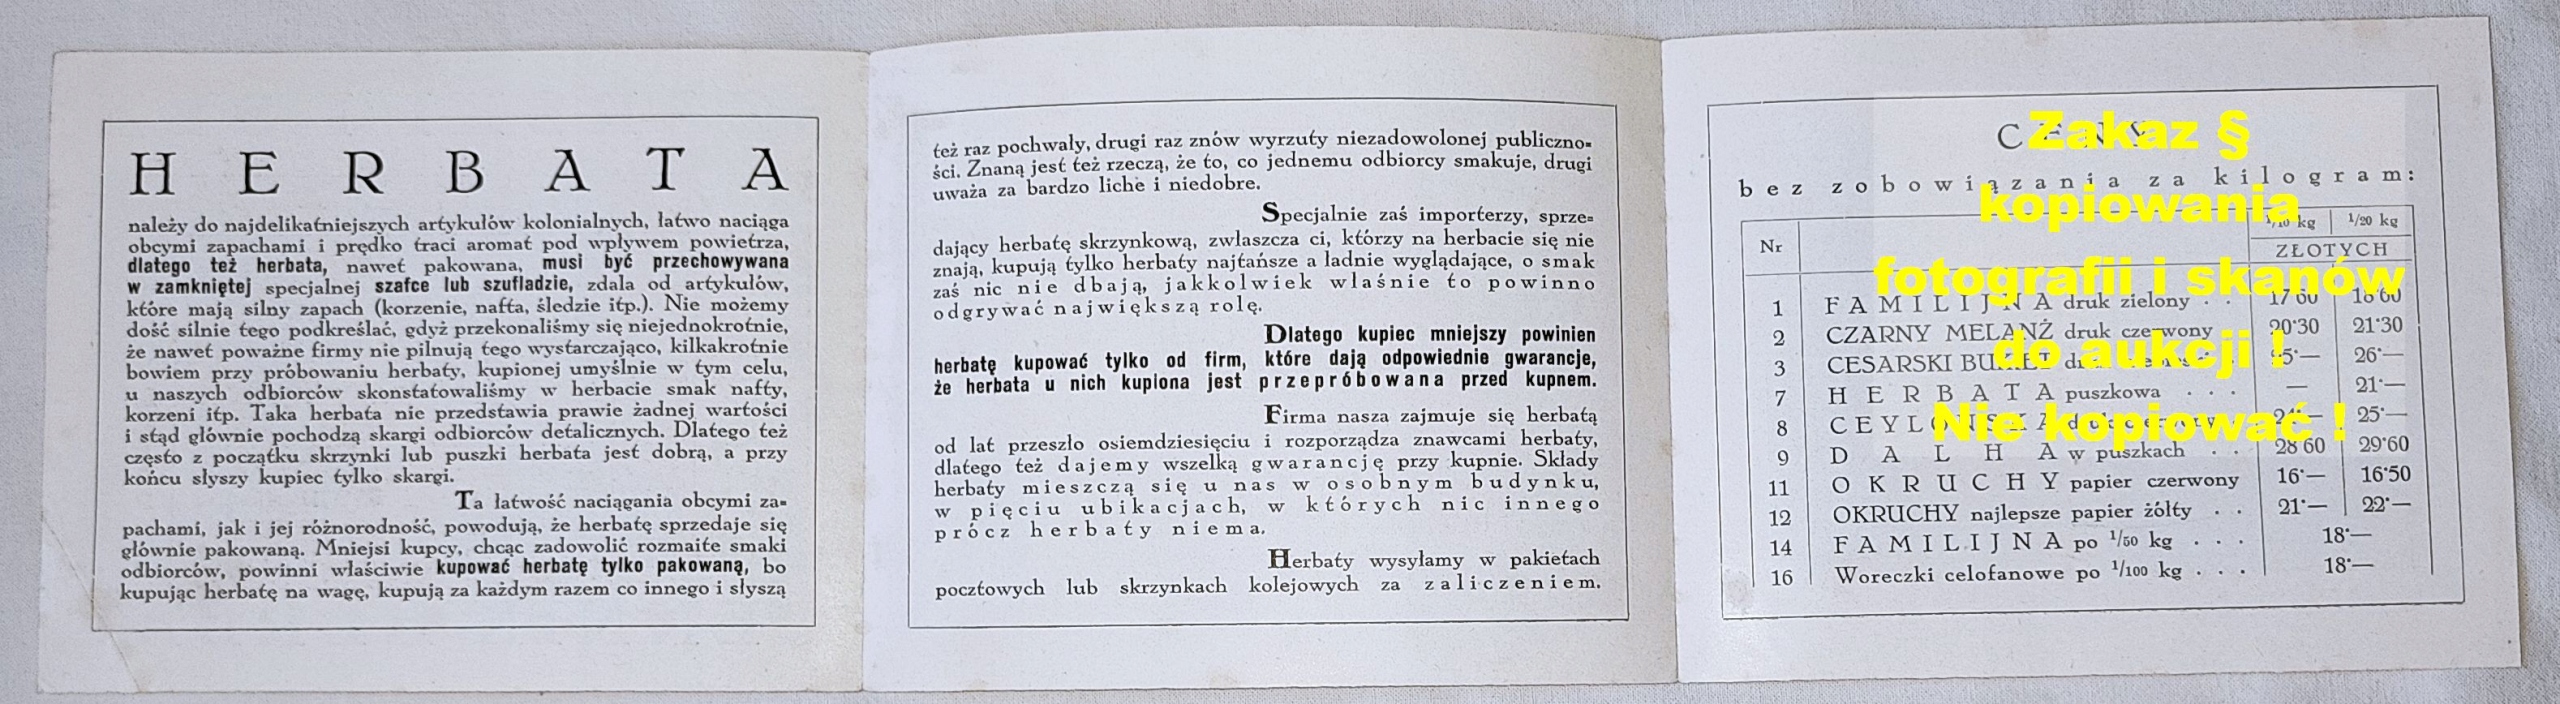 HERBATA
należy do najdelikatniejszych artykułów kolonialnych, łatwo naciąga
obcymi zapachami i prędko traci aromat pod wpływem powietrza,
dlatego też herbata, nawet pakowana, musi być przechowywana
w zamkniętej specjalnej szafce lub szufladzie, zdala od artykułów,
które mają silny zapach (korzenie, nafta, śledzie itp.). Nie możemy
dość silnie tego podkreślać, gdyż przekonaliśmy się niejednokrotnie,
że nawet poważne firmy nie pilnują tego wystarczająco, kilkakrotnie
bowiem przy próbowaniu herbaty, kupionej umyślnie w tym celu,
u naszych odbiorców skonstatowaliśmy w herbacie smak nafty,
korzeni itp. Taka herbata nie przedstawia prawie żadnej wartości
i stąd głównie pochodzą skargi odbiorców detalicznych. Dlatego też
często z początku skrzynki lub puszki herbata jest dobrą, a przy
końcu słyszy kupiec tylko skargi.
Ta łatwość naciągania obcymi za-
pachami, jak i jej różnorodność, powodują, że herbatę sprzedaje się
głównie pakowaną. Mniejsi kupcy, chcąc zadowolić rozmaite smaki
odbiorców, powinni właściwie kupować herbatę tylko pakowaną, bo
kupując herbatę na wagę, kupują za każdym razem co innego i słyszą
też raz pochwały, drugi raz znów wyrzuty niezadowolonej publiczno-
ści. Znaną jest też rzeczą, że to, co jednemu odbiorcy smakuje, drugi
uważa za bardzo liche i niedobre.
Specjalnie zaś importerzy, sprze-
dający herbatę skrzynkową, zwłaszcza ci, którzy na herbacie się nie
znają, kupują tylko herbaty najtańsze a ładnie wyglądające, o smak
zaś nic nie dbają, jakkolwiek właśnie to powinno
odgrywać największą rolę.
Dlatego kupiec mniejszy powinien
herbatę kupować tylko od firm, które dają odpowiednie gwarancje,
że herbata u nich kupiona jest przepróbowana przed kupnem.
Firma nasza zajmuje się herbatą
od lat przeszło osiemdziesięciu i rozporządza znawcami herbaty,
dlatego też dajemy wszelką gwarancję przy kupnie. Składy
herbaty mieszczą się u nas w osobnym budynku,
w pięciu ubikacjach, w których nic innego
prócz herbaty niema.
Herbaty wysyłamy w pakietach
pocztowych lub skrzynkach kolejowych za zaliczeniem.
CENY
bez zobowiązania za kilogram:
Nr 1/10 kg 1/20 kg
ZŁOTYCH
1 FAMILIJNA druk zielony . . 17·60 18·60
2 CZARNY MELANŻ druk czerwony 20·30 21·30
3 CESARSKI 26·—
7 HERBATA puszkowa . . . — 21·—
8 CEYLOŃSKA 25·—
9 DALHA w puszkach . . 28·60 29·60
11 OKRUCHY papier czerwony 16·— 16·50
12 OKRUCHY najlepsze papier żółty . . 21·— 22·—
14 FAMILIJNA po 1/50 kg . . . 18·—
16 Woreczki celofanowe po 1/100 kg . . . 18·—
Zakaz §
kopiowania
fotografii i skanów
do aukcji !
Nie kopiować !